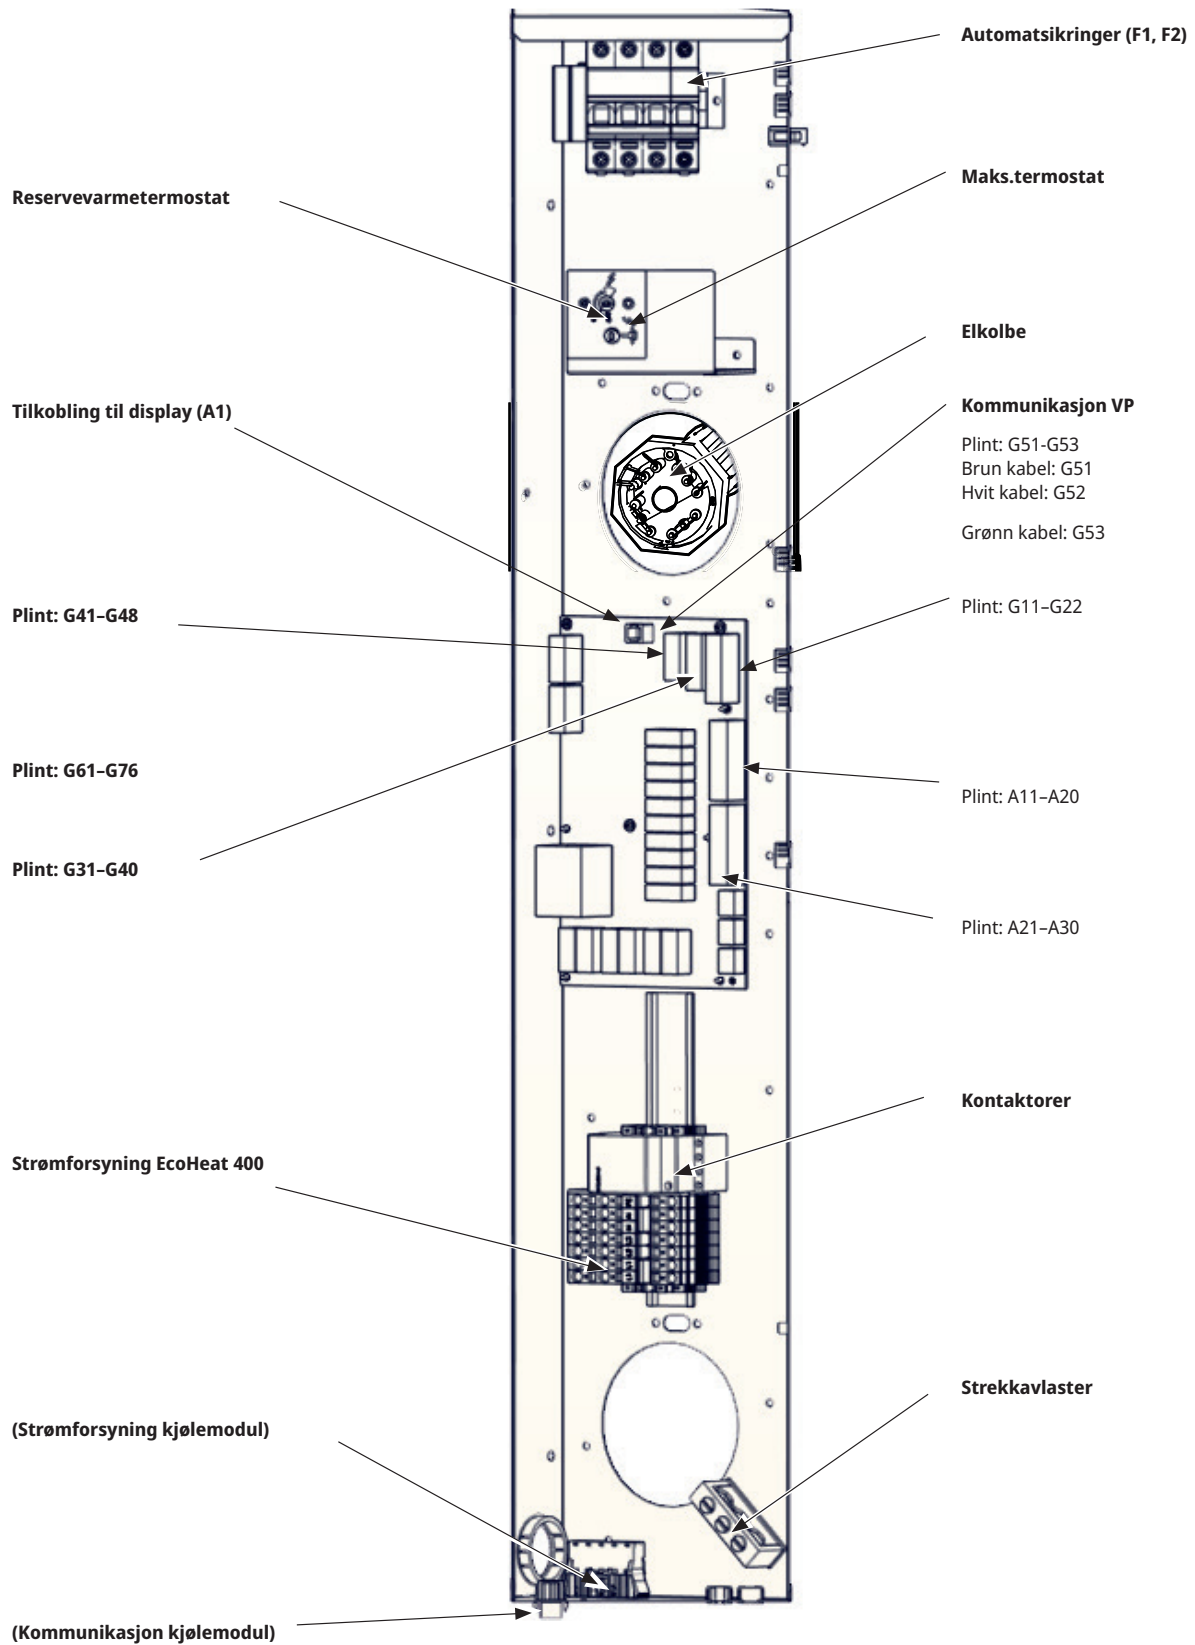 Automatsikringer (F1, F2)
Maks.termostat
Reservevarmetermostat
Elkolbe
Tilkobling til display (A1)
Kommunikasjon VP
Plint: G51-G53
Brun kabel: G51
Hvit kabel: G52
Grønn kabel: G53
Plint: G41–G48
Plint: G11–G22
Plint: G61–G76
Plint: A11–A20
Plint: G31–G40
Plint: A21–A30
Kontaktorer
Strømforsyning EcoHeat 400
Strekkavlaster
(Strømforsyning kjølemodul)
(Kommunikasjon kjølemodul)